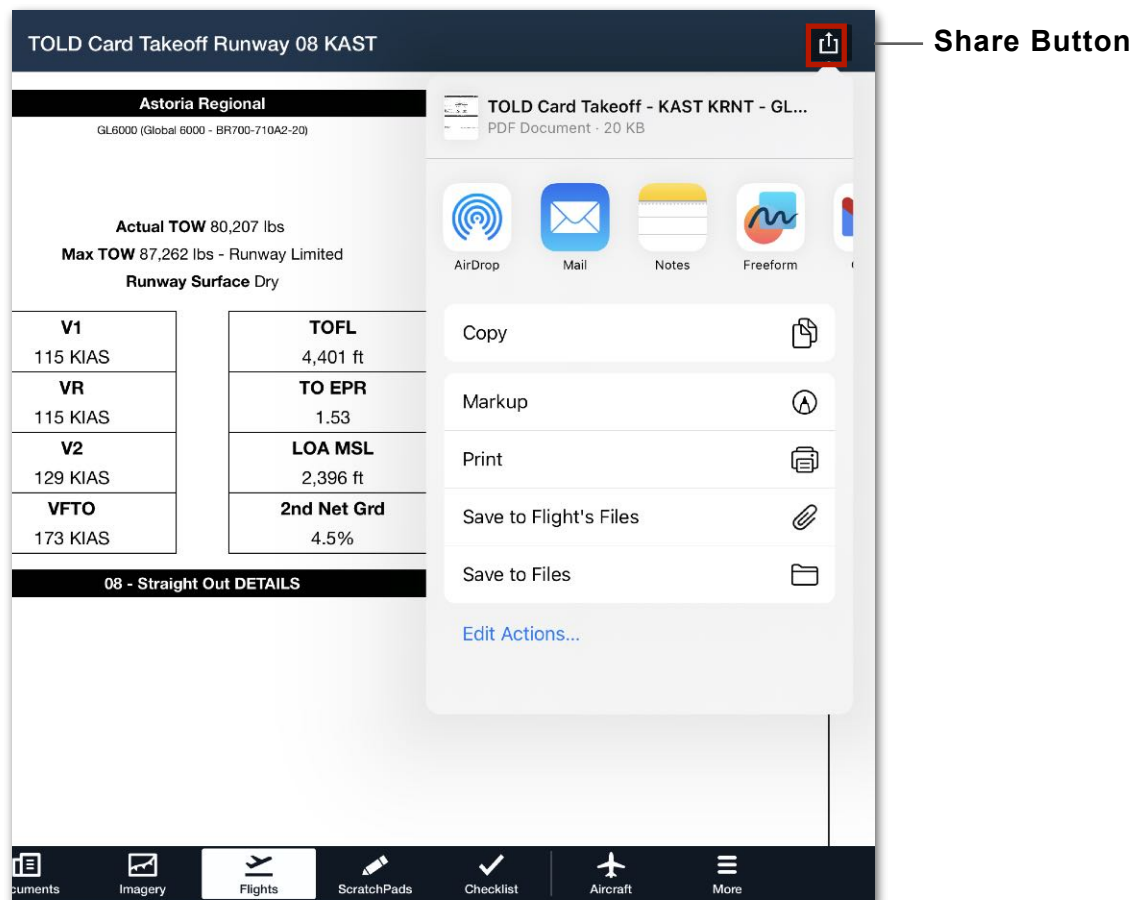 TOLD Card Takeoff Runway 08 KAST
Share Button
Astoria Regional
GL6000 (Global 6000 - BR700-710A2-20)
Actual TOW 80,207 lbs
Max TOW 87,262 lbs - Runway Limited
Runway Surface Dry
V1
115 KIAS
VR
115 KIAS
V2
129 KIAS
VFTO
173 KIAS
TOFL
4,401 ft
TO EPR
1.53
LOA MSL
2,396 ft
2nd Net Grd
4.5%
08 - Straight Out DETAILS
TOLD Card Takeoff - KAST KRNT - GL...
PDF Document · 20 KB
AirDrop
Mail
Notes
Freeform
Copy
Markup
Print
Save to Flight's Files
Save to Files
Edit Actions...
cuments
Imagery
Flights
ScratchPads
Checklist
Aircraft
More